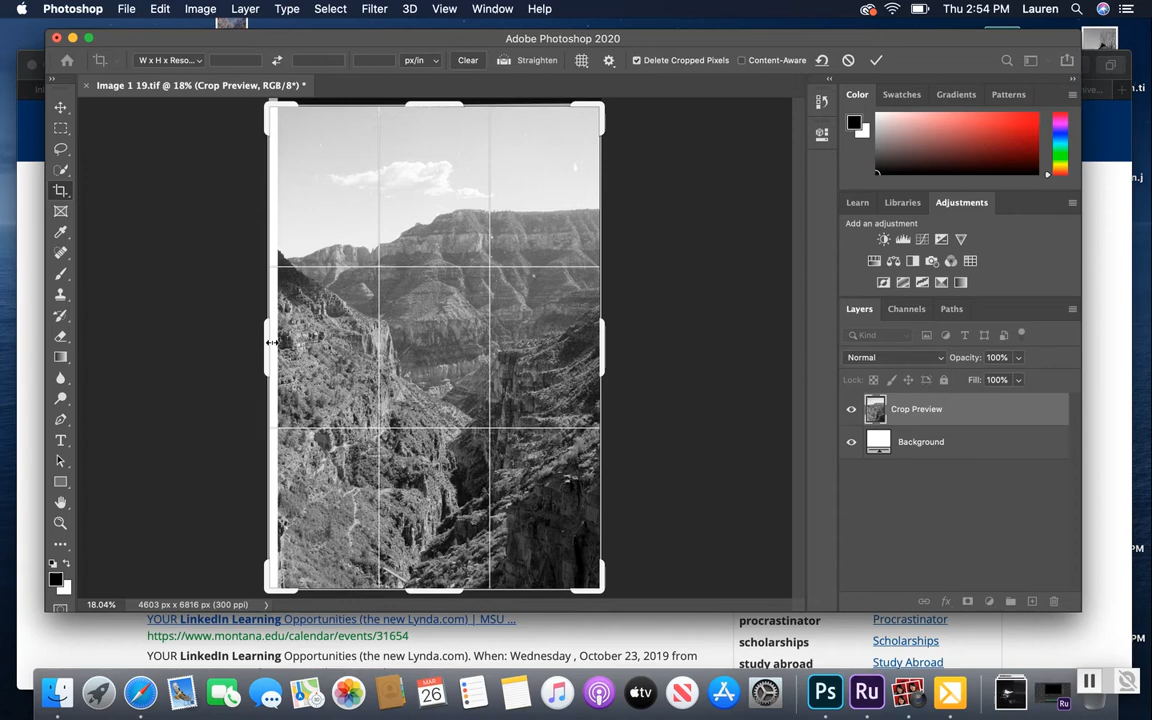 Photoshop File Edit Image Layer Type Select Filter 3D View Window Help Thu 2:54 PM Lauren
Adobe Photoshop 2020
W x H x Reso... px/in Clear Straighten Delete Cropped Pixels Content-Aware
Image 1 19.tif @ 18% (Crop Preview, RGB/8*) *
Color Swatches Gradients Patterns
Learn Libraries Adjustments
Add an adjustment
Layers Channels Paths
Kind
Normal Opacity: 100%
Lock: Fill: 100%
Crop Preview
Background
18.04% 4603 px x 6816 px (300 ppi)
YOUR LinkedIn Learning Opportunities (the new Lynda.com) | MSU ...
https://www.montana.edu/calendar/events/31654
YOUR LinkedIn Learning Opportunities (the new Lynda.com). When: Wednesday , October 23, 2019 from
procrastinator Procrastinator
scholarships Scholarships
study abroad Study Abroad
PM
PM
MAR
26
Ps
Ru
tv
Ru